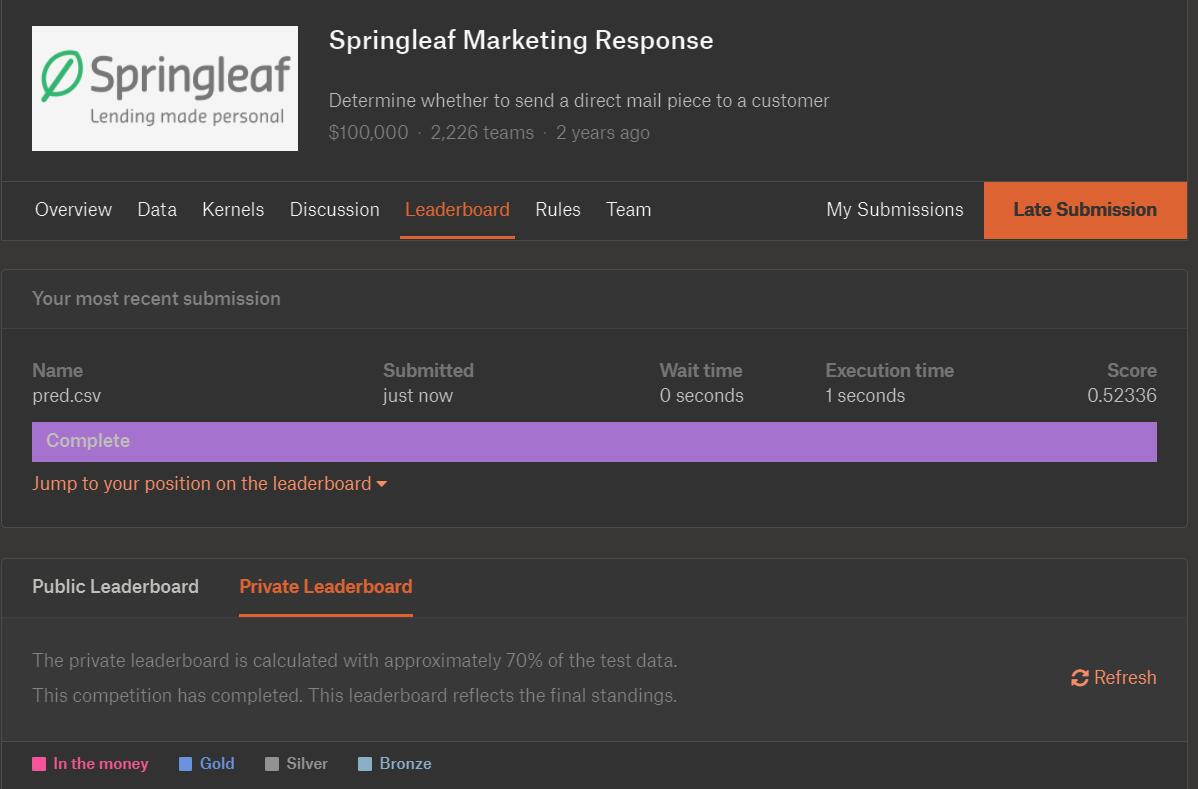 Springleaf
Lending made personal
Springleaf Marketing Response
Determine whether to send a direct mail piece to a customer
$100,000 · 2,226 teams · 2 years ago
Overview Data Kernels Discussion Leaderboard Rules Team My Submissions Late Submission
Your most recent submission
Name Submitted Wait time Execution time Score
pred.csv just now 0 seconds 1 seconds 0.52336
Complete
Jump to your position on the leaderboard
Public Leaderboard Private Leaderboard
The private leaderboard is calculated with approximately 70% of the test data.
This competition has completed. This leaderboard reflects the final standings.
Refresh
In the money Gold Silver Bronze